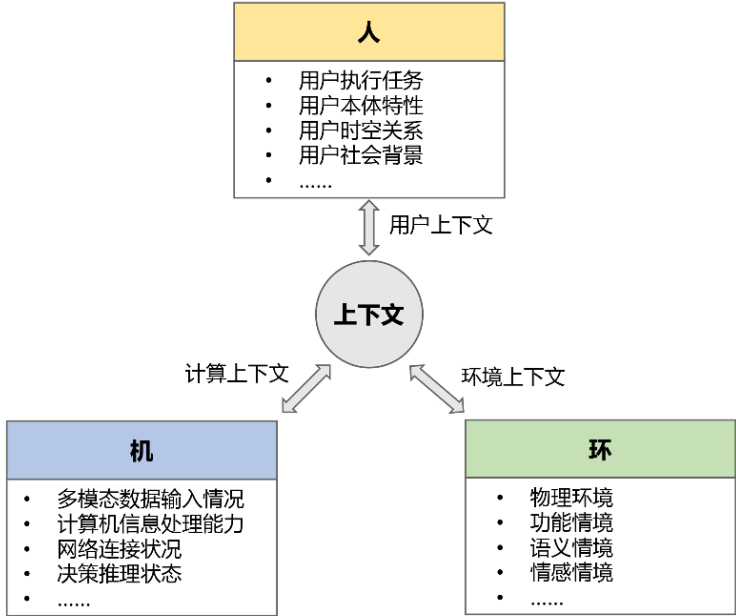 人
• 用户执行任务
• 用户本体特性
• 用户时空关系
• 用户社会背景
• ......
用户上下文
上下文
计算上下文
环境上下文
机
• 多模态数据输入情况
• 计算机信息处理能力
• 网络连接状况
• 决策推理状态
• ......
环
• 物理环境
• 功能情境
• 语义情境
• 情感情境
• ......